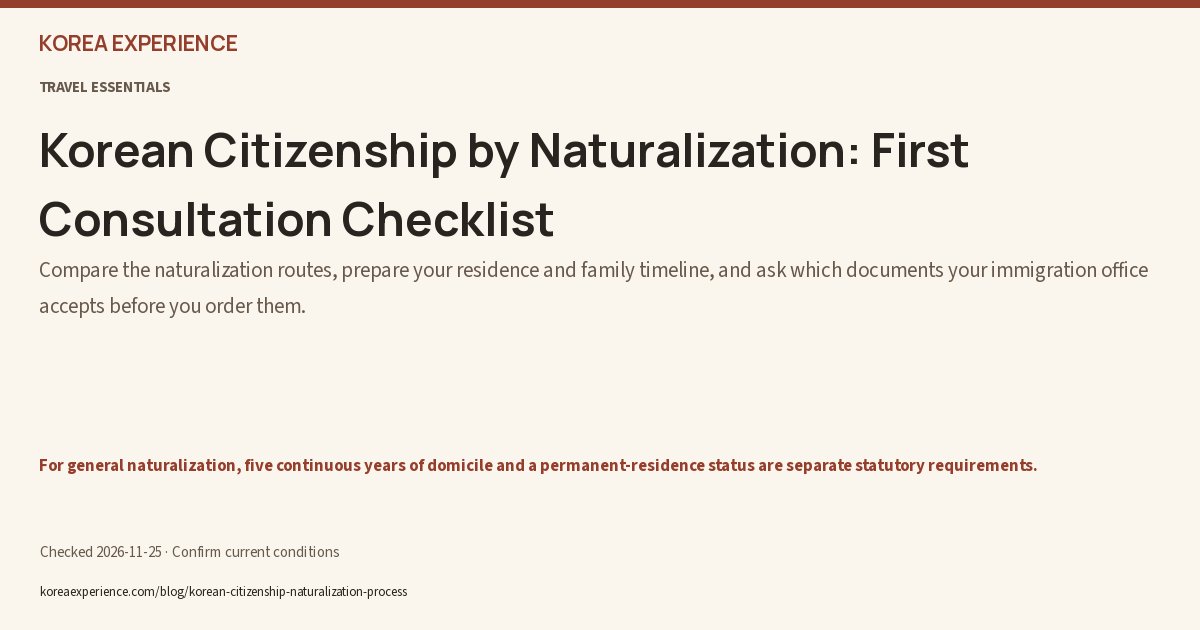 KOREA EXPERIENCE
TRAVEL ESSENTIALS
Korean Citizenship by Naturalization: First
Consultation Checklist
Compare the naturalization routes, prepare your residence and family timeline, and ask which documents your immigration office
accepts before you order them.
For general naturalization, five continuous years of domicile and a permanent-residence status are separate statutory requirements.
Checked 2026-11-25 · Confirm current conditions
koreaexperience.com/blog/korean-citizenship-naturalization-process